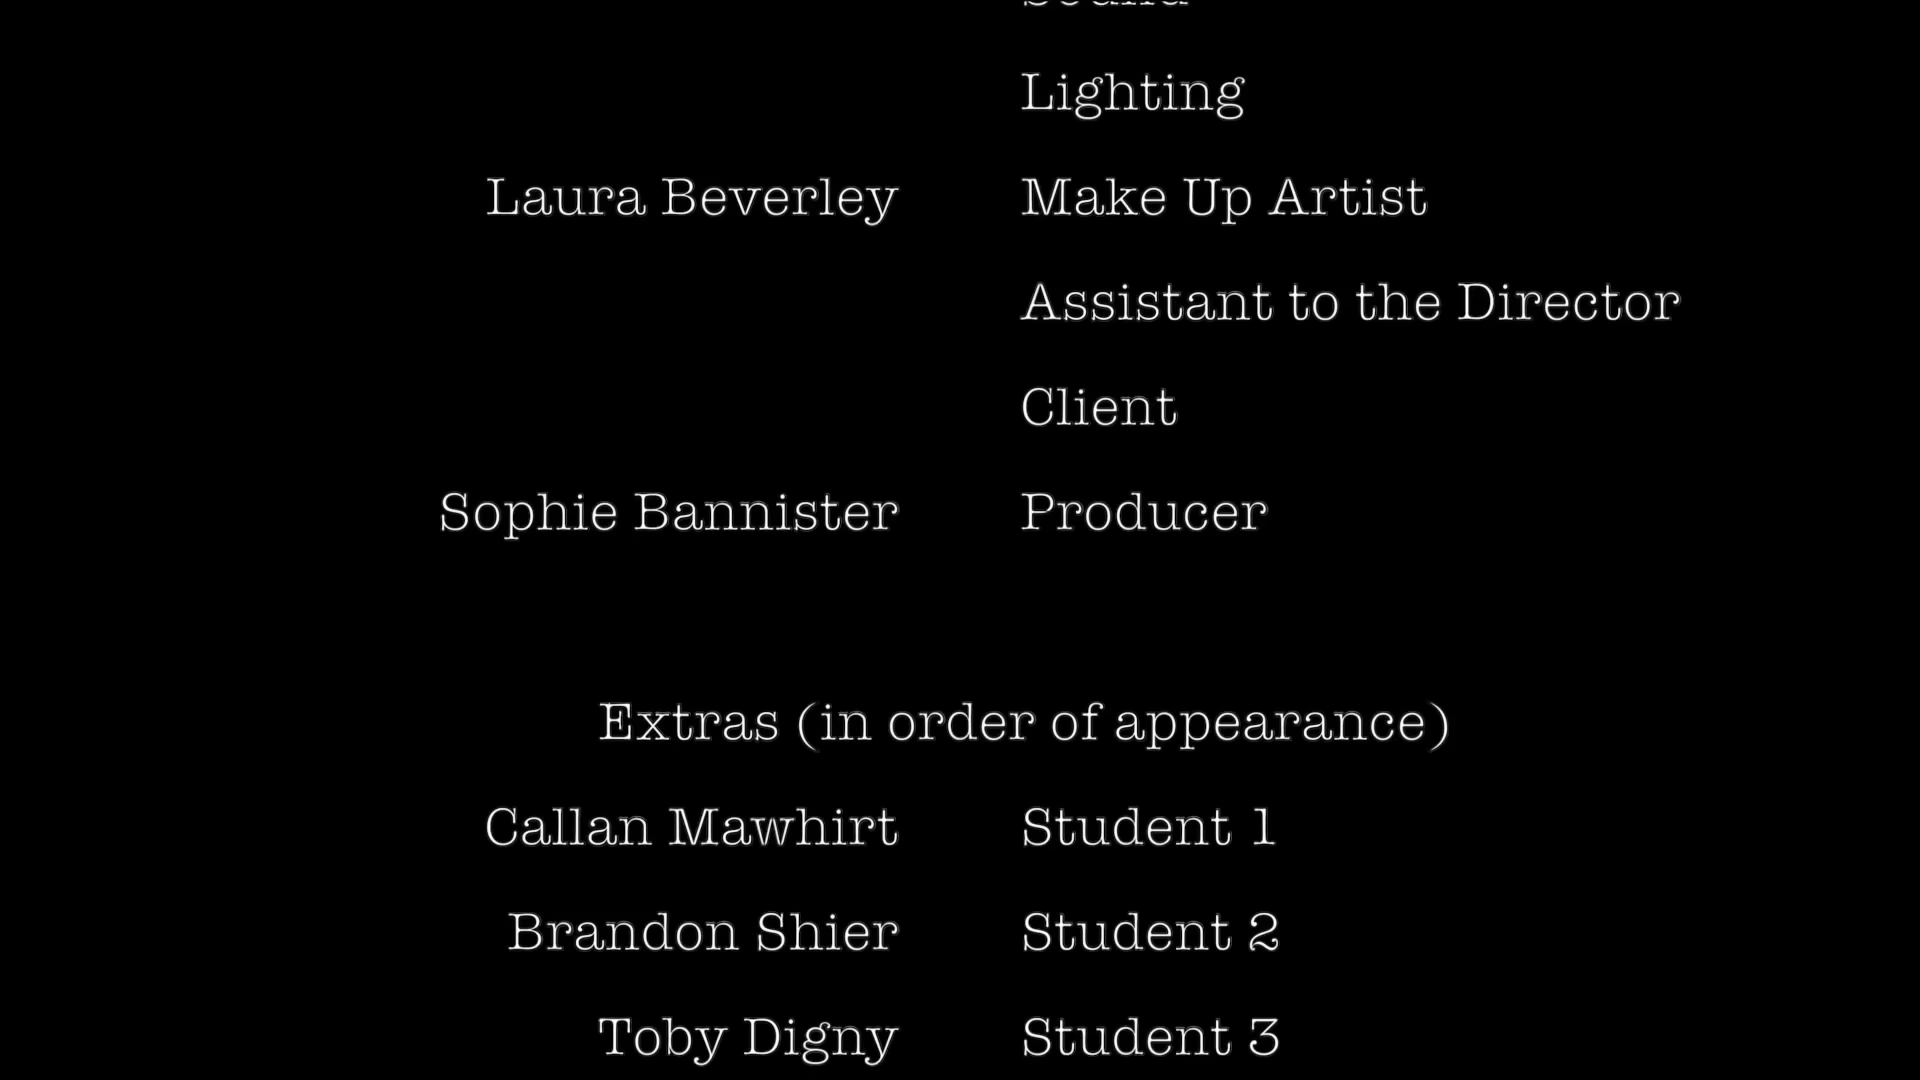 Lighting
Laura Beverley Make Up Artist
Assistant to the Director
Client
Sophie Bannister Producer
Extras (in order of appearance)
Callan Mawhirt Student 1
Brandon Shier Student 2
Toby Digny Student 3